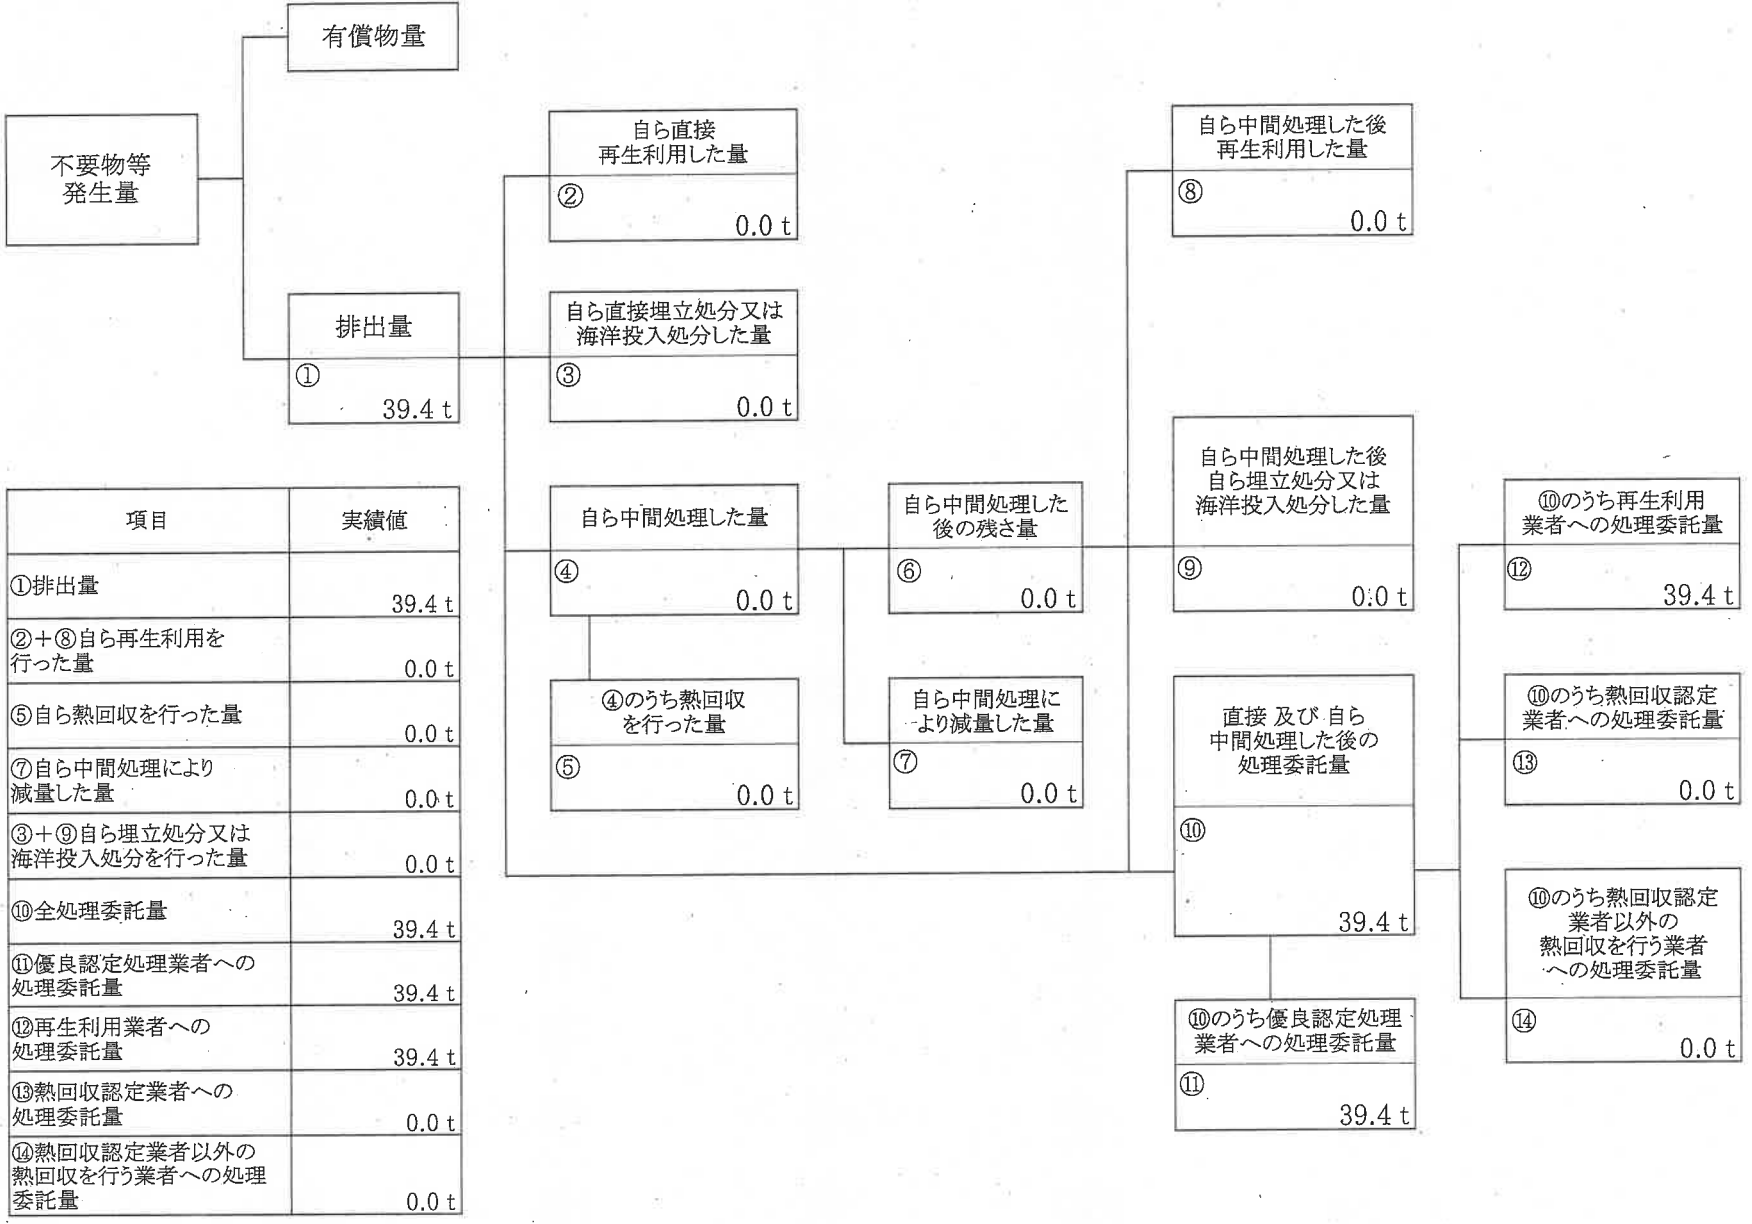 有償物量
不要物等
発生量
排出量
①
39.4 t
自ら直接
再生利用した量
②
0.0 t
自ら直接埋立処分又は
海洋投入処分した量
③
0.0 t
自ら中間処理した量
④
0.0 t
④のうち熱回収
を行った量
⑤
0.0 t
自ら中間処理した
後の残さ量
⑥
0.0 t
自ら中間処理に
より減量した量
⑦
0.0 t
自ら中間処理した後
再生利用した量
⑧
0.0 t
自ら中間処理した後
自ら埋立処分又は
海洋投入処分した量
⑨
0.0 t
直接 及び 自ら
中間処理した後の
処理委託量
⑩
39.4 t
⑩のうち優良認定処理
業者への処理委託量
⑪
39.4 t
⑩のうち再生利用
業者への処理委託量
⑫
39.4 t
⑩のうち熱回収認定
業者への処理委託量
⑬
0.0 t
⑩のうち熱回収認定
業者以外の
熱回収を行う業者
への処理委託量
⑭
0.0 t
項目 実績値
①排出量
39.4 t
②＋⑧自ら再生利用を
行った量
0.0 t
⑤自ら熱回収を行った量
0.0 t
⑦自ら中間処理により
減量した量
0.0 t
③＋⑨自ら埋立処分又は
海洋投入処分を行った量
0.0 t
⑩全処理委託量
39.4 t
⑪優良認定処理業者への
処理委託量
39.4 t
⑫再生利用業者への
処理委託量
39.4 t
⑬熱回収認定業者への
処理委託量
0.0 t
⑭熱回収認定業者以外の
熱回収を行う業者への処理
委託量
0.0 t